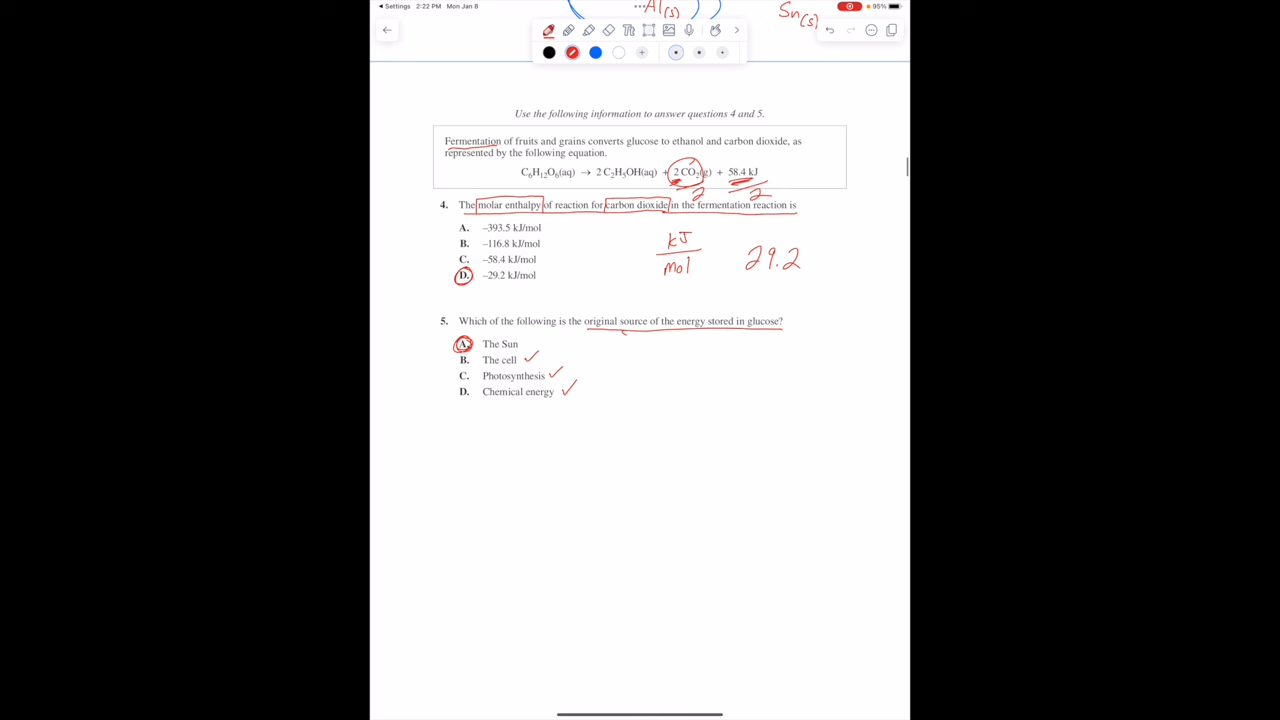 Settings 2:22 PM Mon Jan 8 95%
Al(s) Sn(s)
Use the following information to answer questions 4 and 5.
Fermentation of fruits and grains converts glucose to ethanol and carbon dioxide, as
represented by the following equation.
C₆H₁₂O₆(aq) → 2 C₂H₅OH(aq) + 2 CO₂(g) + 58.4 kJ
2 2
4. The molar enthalpy of reaction for carbon dioxide in the fermentation reaction is
A. –393.5 kJ/mol
B. –116.8 kJ/mol
C. –58.4 kJ/mol
D. –29.2 kJ/mol
kJ
mol
29.2
5. Which of the following is the original source of the energy stored in glucose?
A. The Sun
B. The cell
C. Photosynthesis
D. Chemical energy